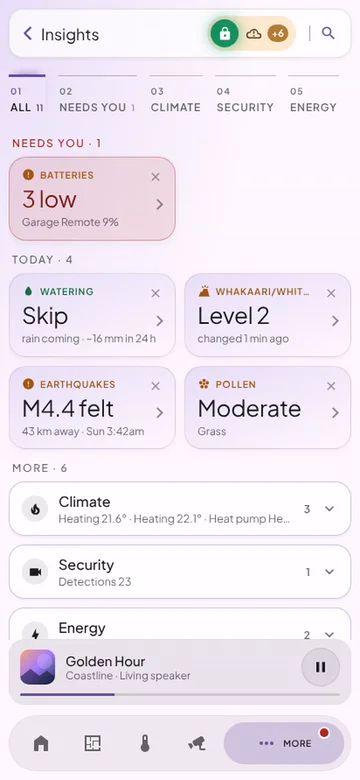 Insights
+6
01
ALL 11
02
NEEDS YOU 1
03
CLIMATE
04
SECURITY
05
ENERGY
NEEDS YOU · 1
BATTERIES
3 low
Garage Remote 9%
TODAY · 4
WATERING
Skip
rain coming · ~16 mm in 24 h
WHAKAARI/WHIT...
Level 2
changed 1 min ago
EARTHQUAKES
M4.4 felt
43 km away · Sun 3:42am
POLLEN
Moderate
Grass
MORE · 6
Climate
Heating 21.6° · Heating 22.1° · Heat pump He...
3
Security
Detections 23
1
Energy
2
Golden Hour
Coastline · Living speaker
MORE